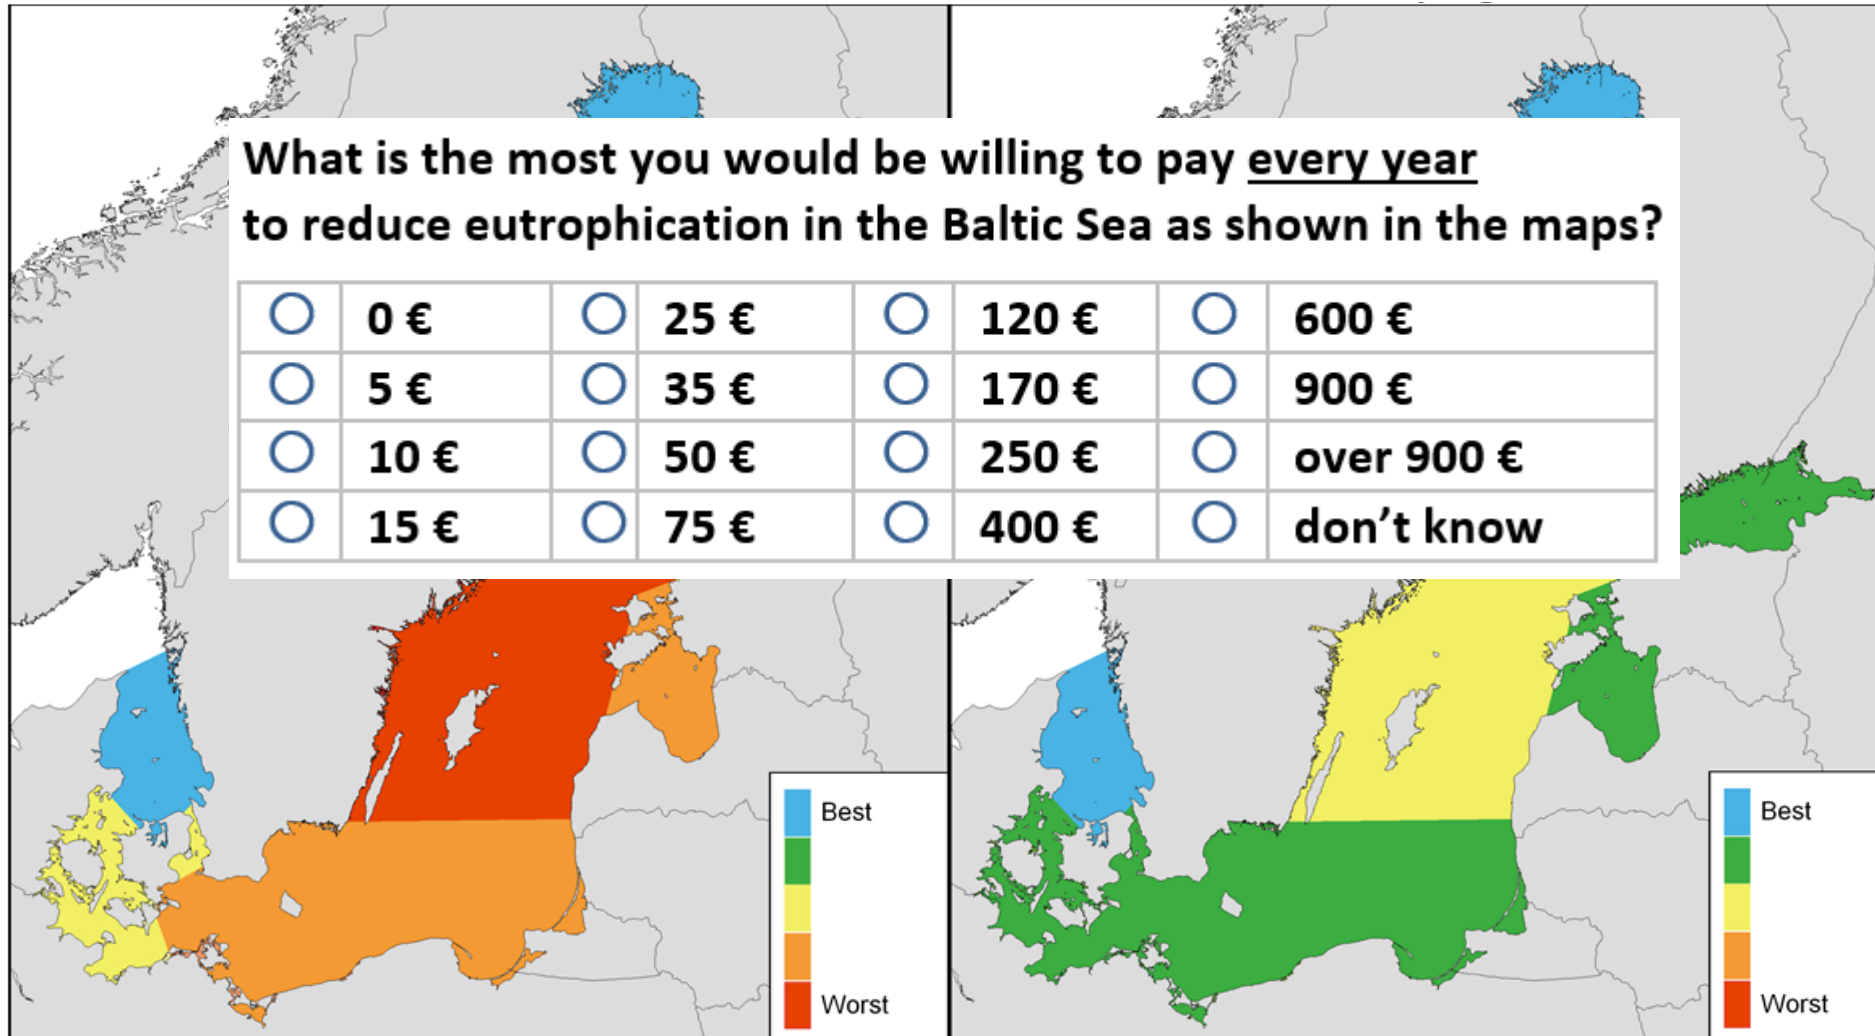 What is the most you would be willing to pay every year
to reduce eutrophication in the Baltic Sea as shown in the maps?
0 € 25 € 120 € 600 €
5 € 35 € 170 € 900 €
10 € 50 € 250 € over 900 €
15 € 75 € 400 € don’t know
Best
Worst
Best
Worst